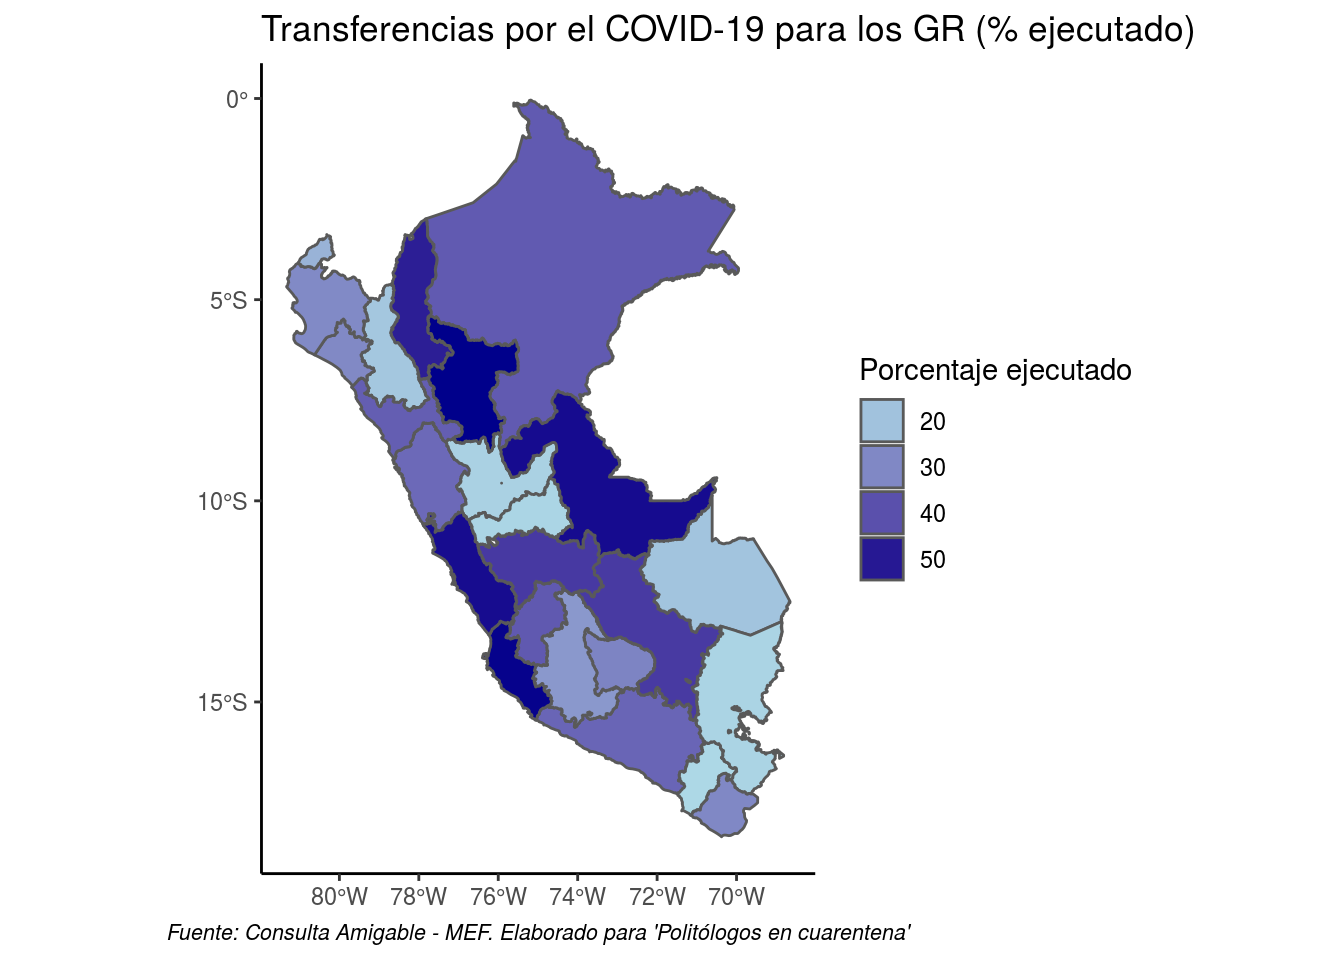 Transferencias por el COVID-19 para los GR (% ejecutado)
0°
5°S
10°S
15°S
80°W 78°W 76°W 74°W 72°W 70°W
Porcentaje ejecutado
20
30
40
50
Fuente: Consulta Amigable - MEF. Elaborado para 'Politólogos en cuarentena'